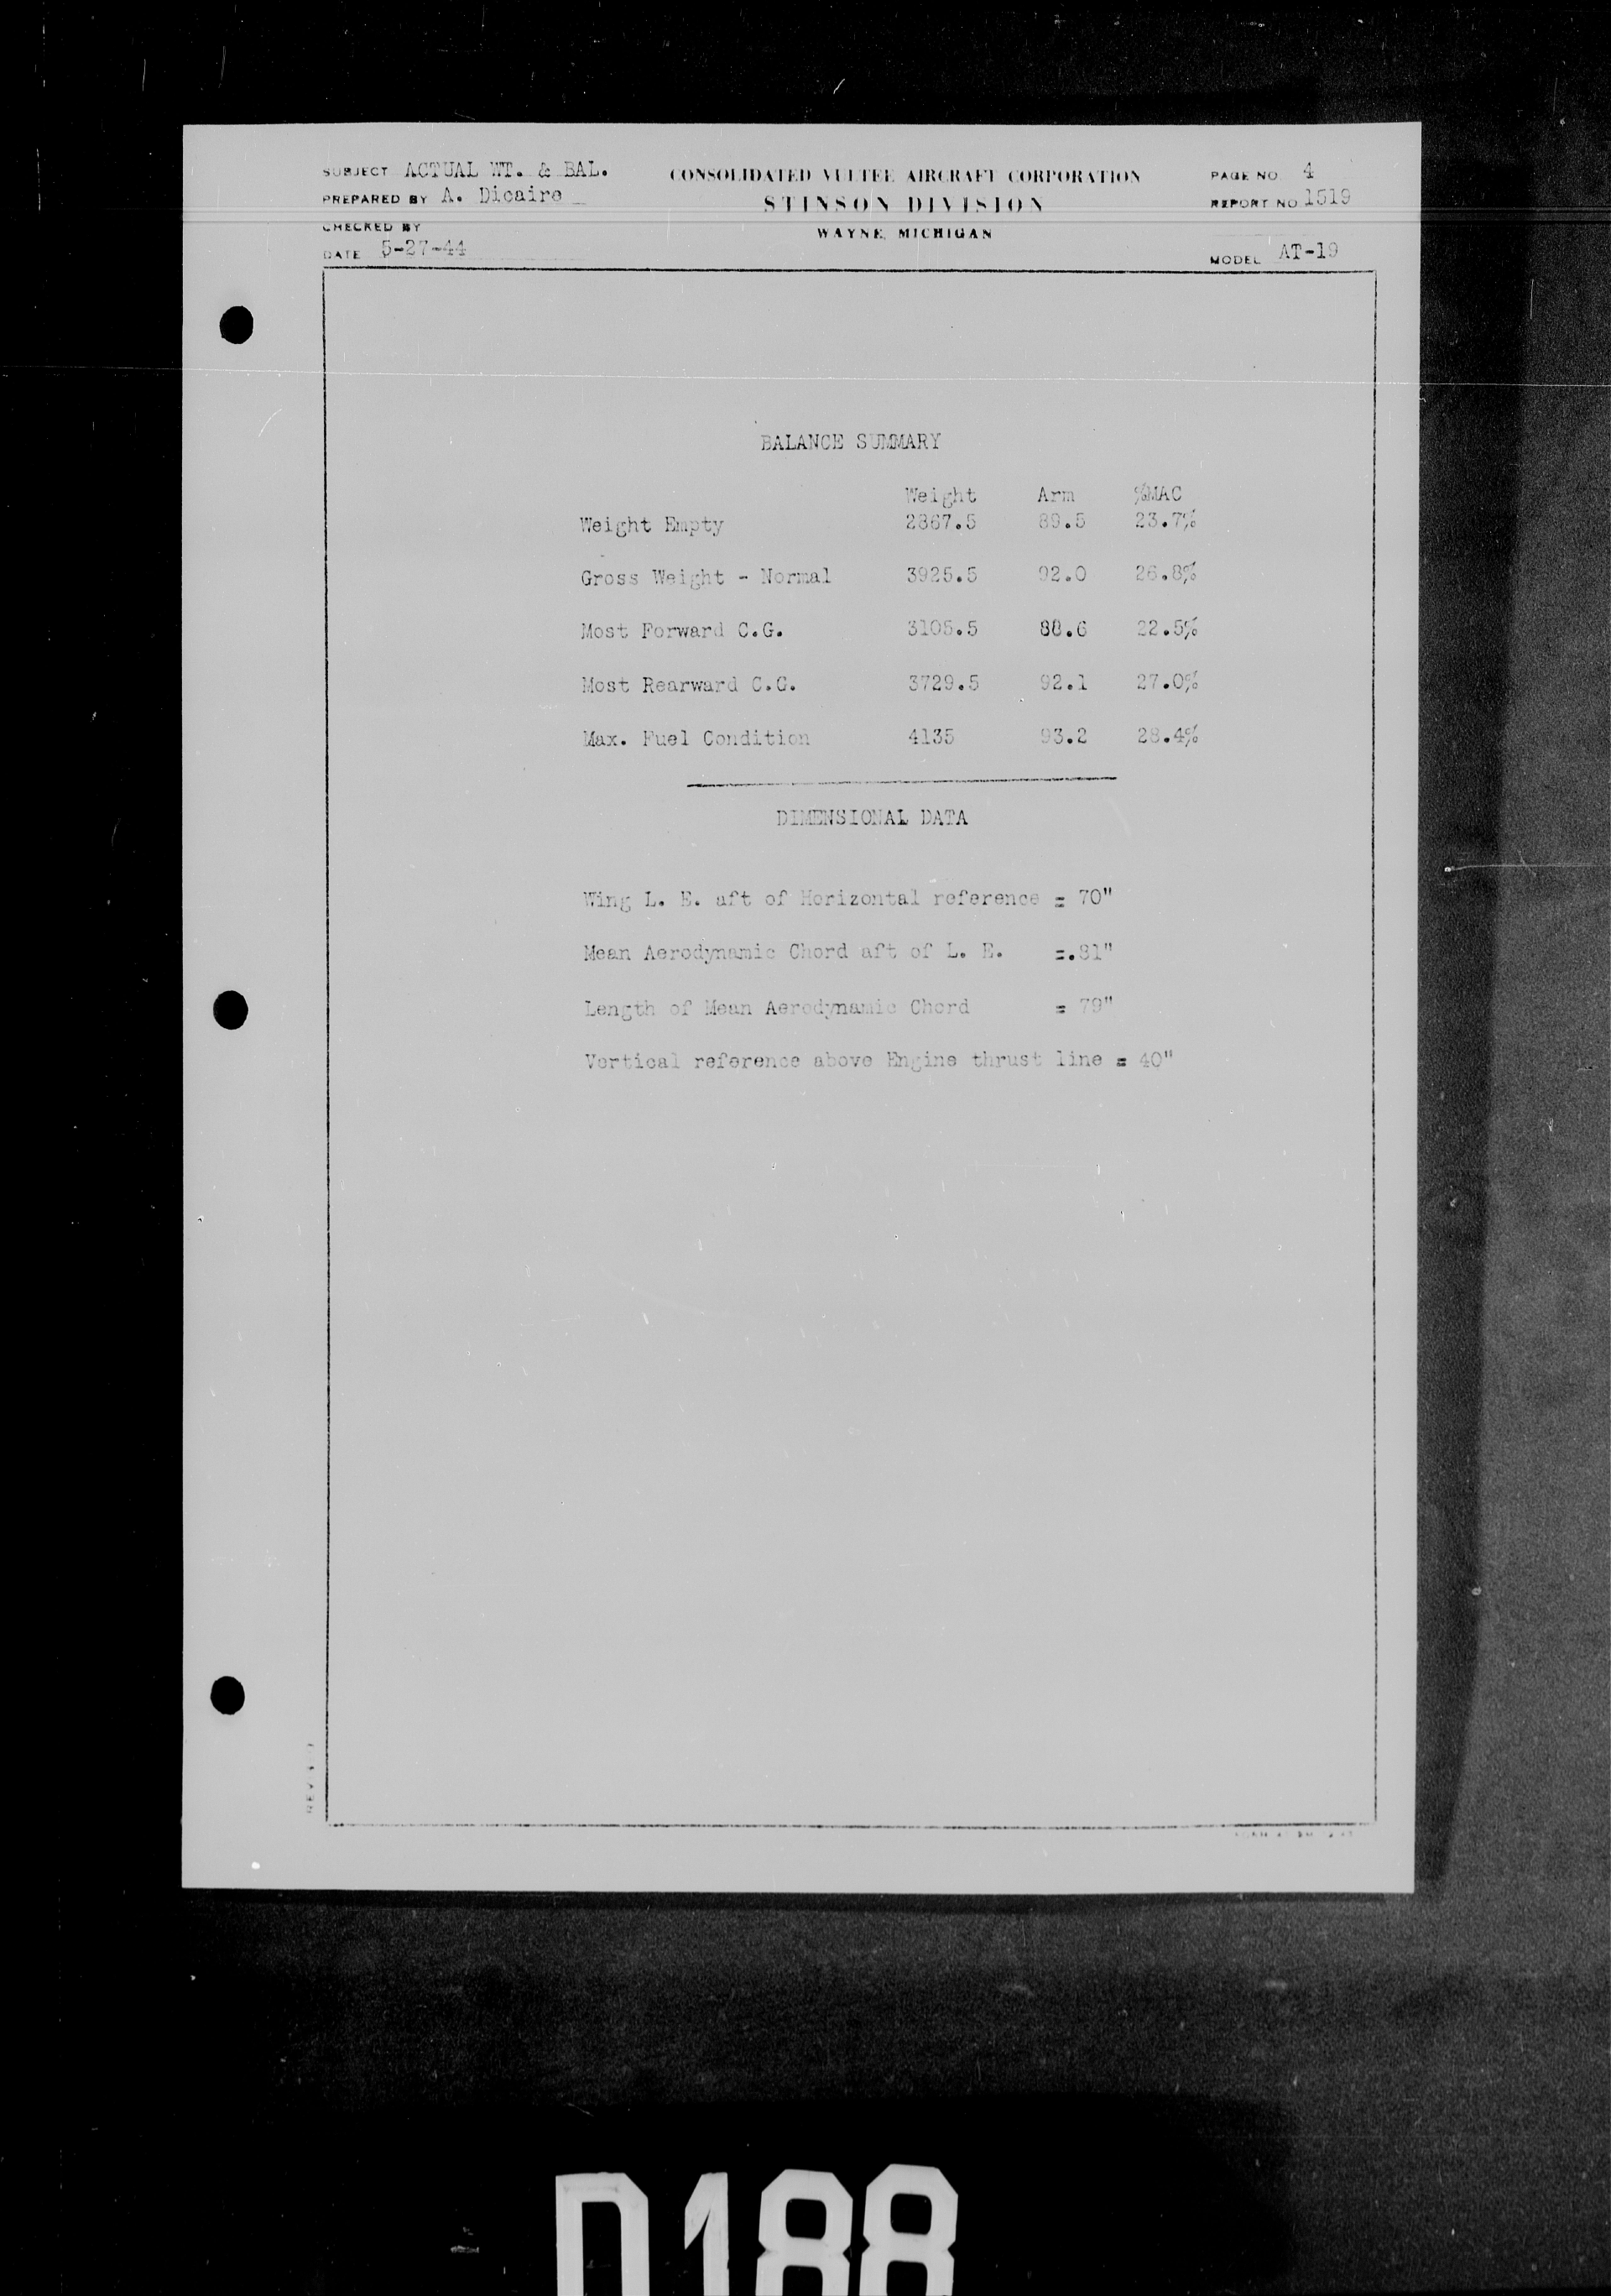 SUBJECT ACTUAL WT. & BAL.
PREPARED BY A. Dicaire
CHECKED BY
DATE 5-27-44
CONSOLIDATED VULTEE AIRCRAFT CORPORATION
STINSON DIVISION
WAYNE, MICHIGAN
PAGE NO. 4
REPORT NO 1519
MODEL AT-19
BALANCE SUMMARY
Weight Arm %MAC
Weight Empty 2867.5 89.5 23.7%
Gross Weight - Normal 3925.5 92.0 26.8%
Most Forward C.G. 3105.5 88.6 22.5%
Most Rearward C.G. 3729.5 92.1 27.0%
Max. Fuel Condition 4135 93.2 28.4%
DIMENSIONAL DATA
Wing L. E. aft of Horizontal reference = 70"
Mean Aerodynamic Chord aft of L. E. =.81"
Length of Mean Aerodynamic Chord = 79"
Vertical reference above Engine thrust line = 40"
D188